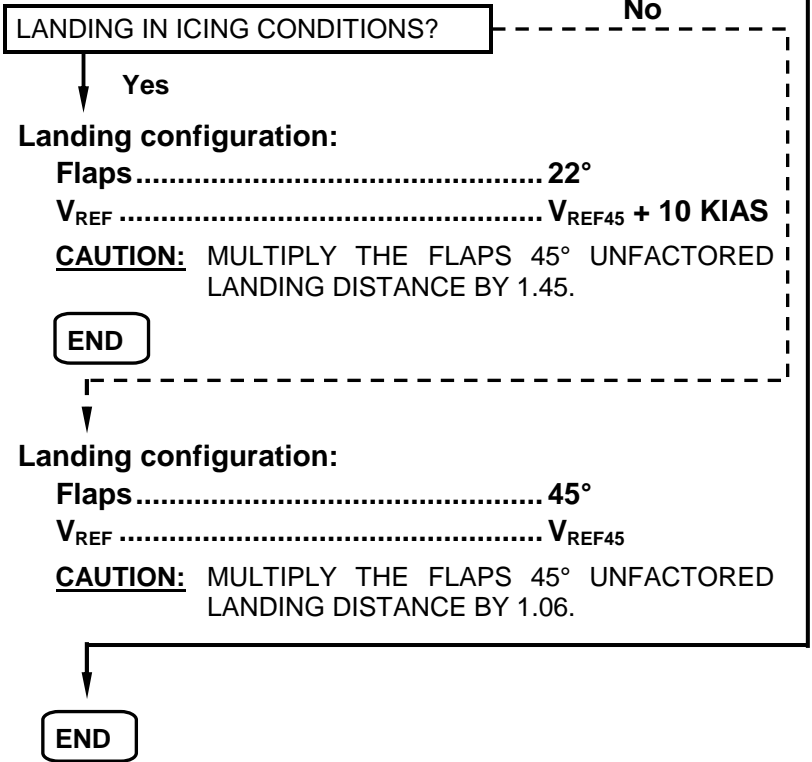 No
LANDING IN ICING CONDITIONS?
Yes
Landing configuration:
Flaps.................................................. 22°
VREF .................................................... VREF45 + 10 KIAS
CAUTION: MULTIPLY THE FLAPS 45° UNFACTORED
LANDING DISTANCE BY 1.45.
END
Landing configuration:
Flaps.................................................. 45°
VREF .................................................... VREF45
CAUTION: MULTIPLY THE FLAPS 45° UNFACTORED
LANDING DISTANCE BY 1.06.
END